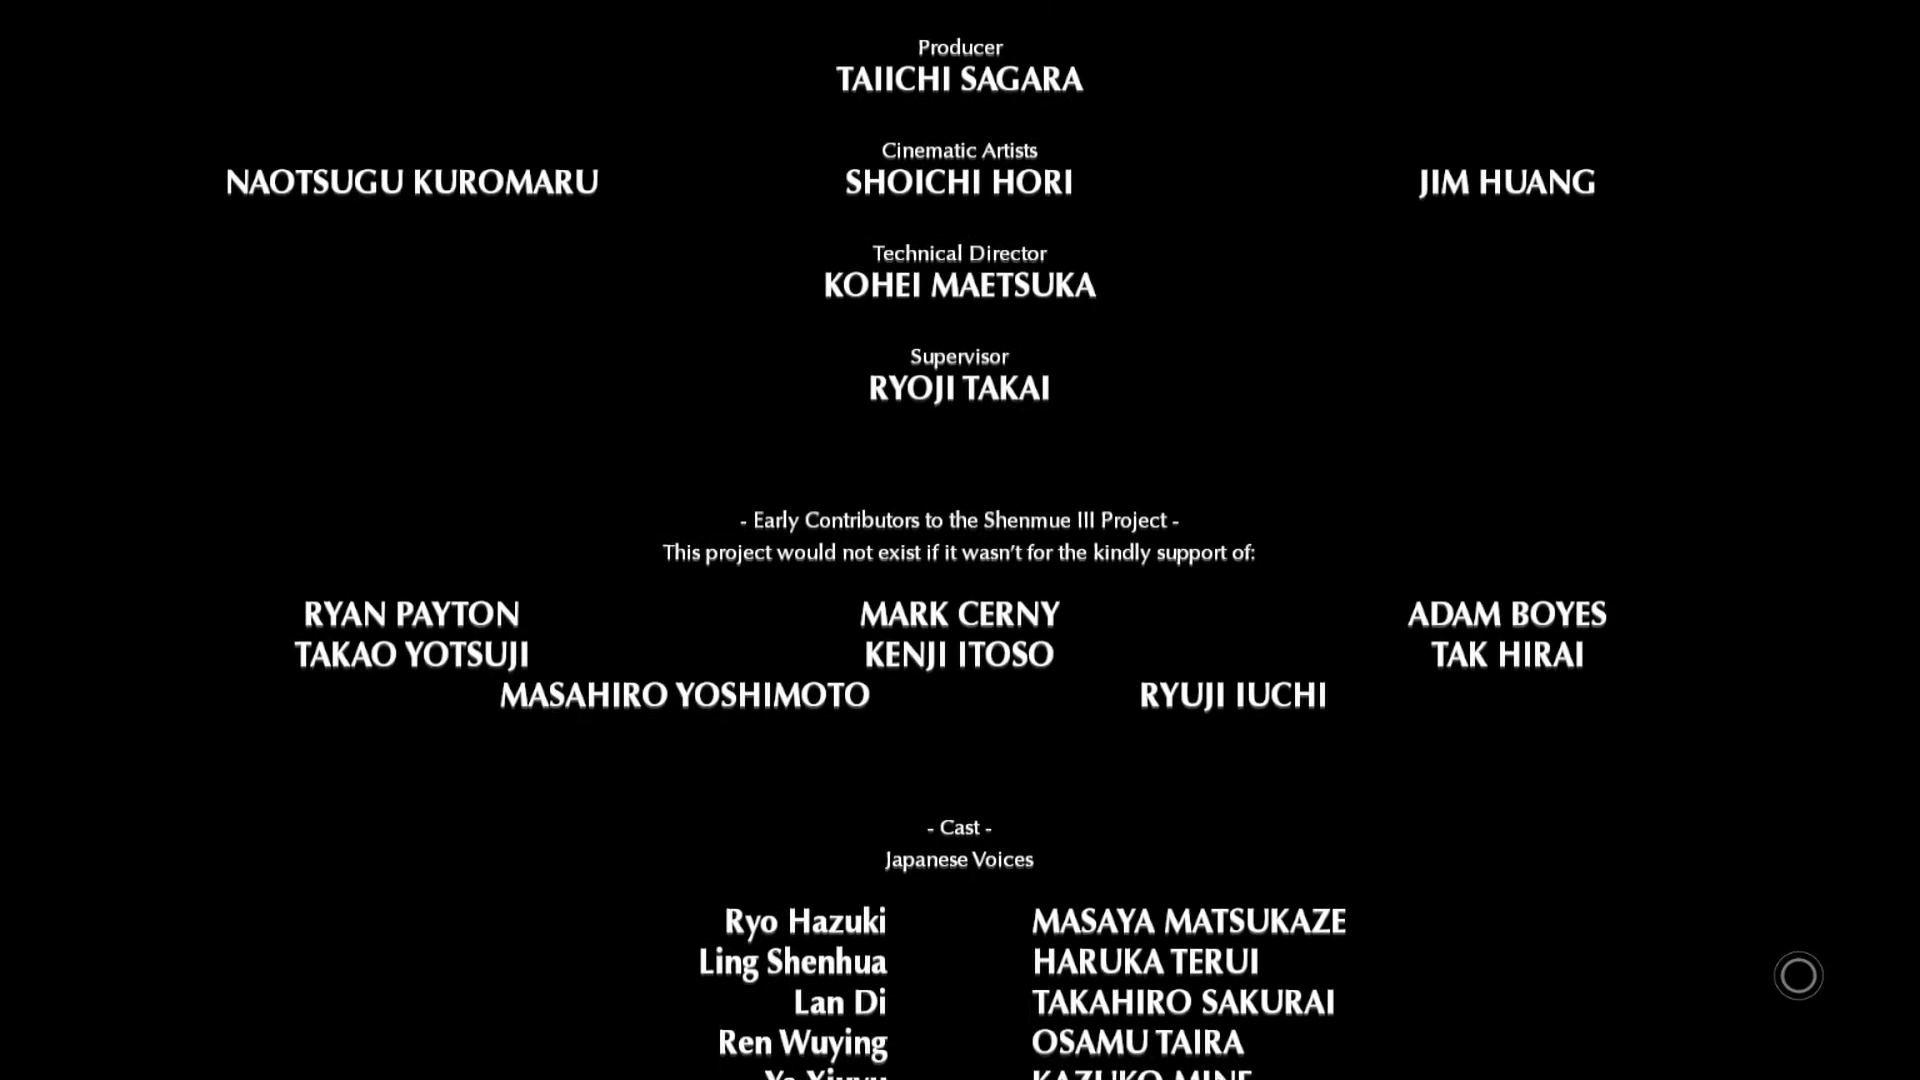 Producer
TAIICHI SAGARA
Cinematic Artists
NAOTSUGU KUROMARU SHOICHI HORI JIM HUANG
Technical Director
KOHEI MAETSUKA
Supervisor
RYOJI TAKAI
- Early Contributors to the Shenmue III Project -
This project would not exist if it wasn't for the kindly support of:
RYAN PAYTON MARK CERNY ADAM BOYES
TAKAO YOTSUJI KENJI ITOSO TAK HIRAI
MASAHIRO YOSHIMOTO RYUJI IUCHI
- Cast -
Japanese Voices
Ryo Hazuki MASAYA MATSUKAZE
Ling Shenhua HARUKA TERUI
Lan Di TAKAHIRO SAKURAI
Ren Wuying OSAMU TAIRA
KAZUKO MINE